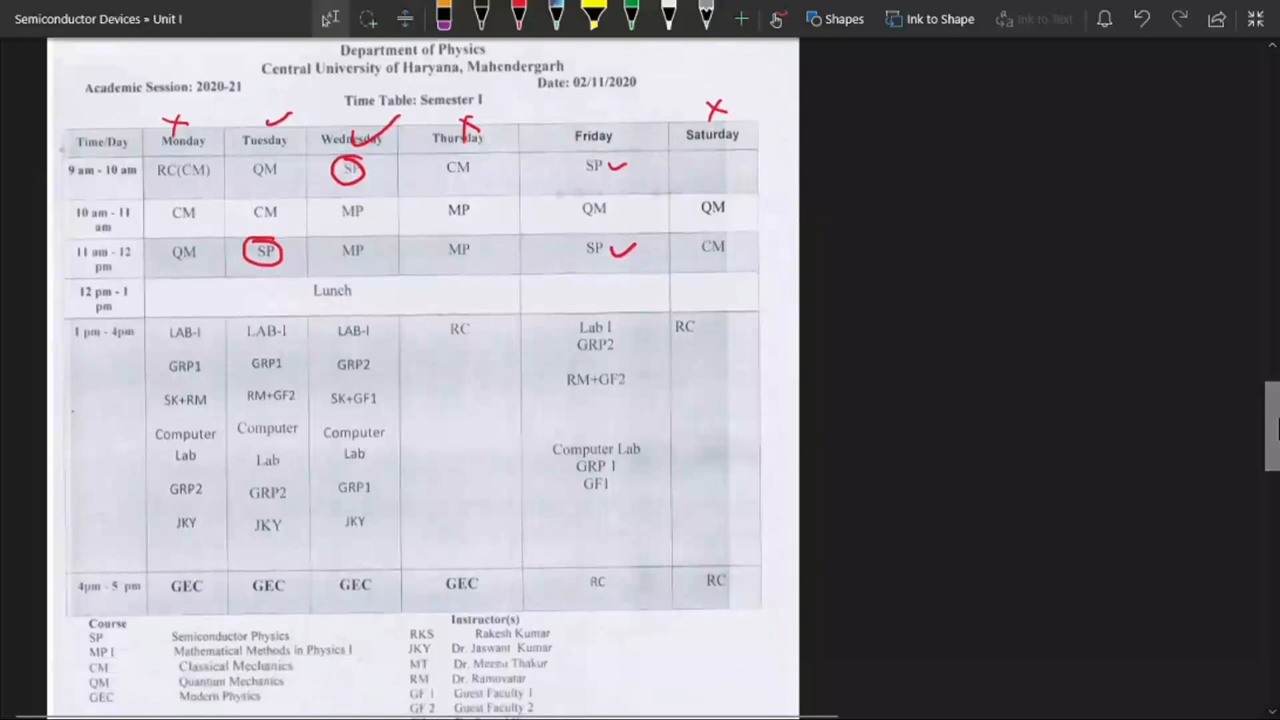 Semiconductor Devices » Unit I
Shapes
Ink to Shape
Ink to Text
Department of Physics
Central University of Haryana, Mahendergarh
Academic Session: 2020-21
Date: 02/11/2020
Time Table: Semester I
Time/Day Monday Tuesday Wednesday Thursday Friday Saturday
9 am - 10 am RC(CM) QM SP CM SP
10 am - 11 am CM CM MP MP QM QM
11 am - 12 pm QM SP MP MP SP CM
12 pm - 1 pm Lunch
1 pm - 4pm LAB-I LAB-I LAB-I RC Lab I RC
GRP1 GRP1 GRP2 GRP2
SK+RM RM+GF2 SK+GF1 RM+GF2
Computer Computer Computer Computer Lab
Lab Lab Lab GRP 1
GRP2 GRP2 GRP1 GF1
JKY JKY JKY
4pm - 5 pm GEC GEC GEC GEC RC RC
Course Instructor(s)
SP Semiconductor Physics RKS Rakesh Kumar
MP I Mathematical Methods in Physics I JKY Dr. Jaswant Kumar
CM Classical Mechanics MT Dr. Meenu Thakur
QM Quantum Mechanics RM Dr. Ramovatar
GEC Modern Physics GF 1 Guest Faculty 1
GF 2 Guest Faculty 2